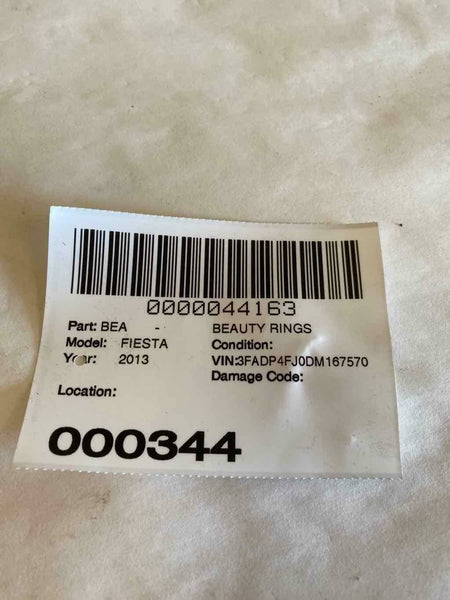 0000044163
Part: BEA - BEAUTY RINGS
Model: FIESTA Condition:
Year: 2013 VIN:3FADP4FJ0DM167570
Damage Code:
Location:
000344